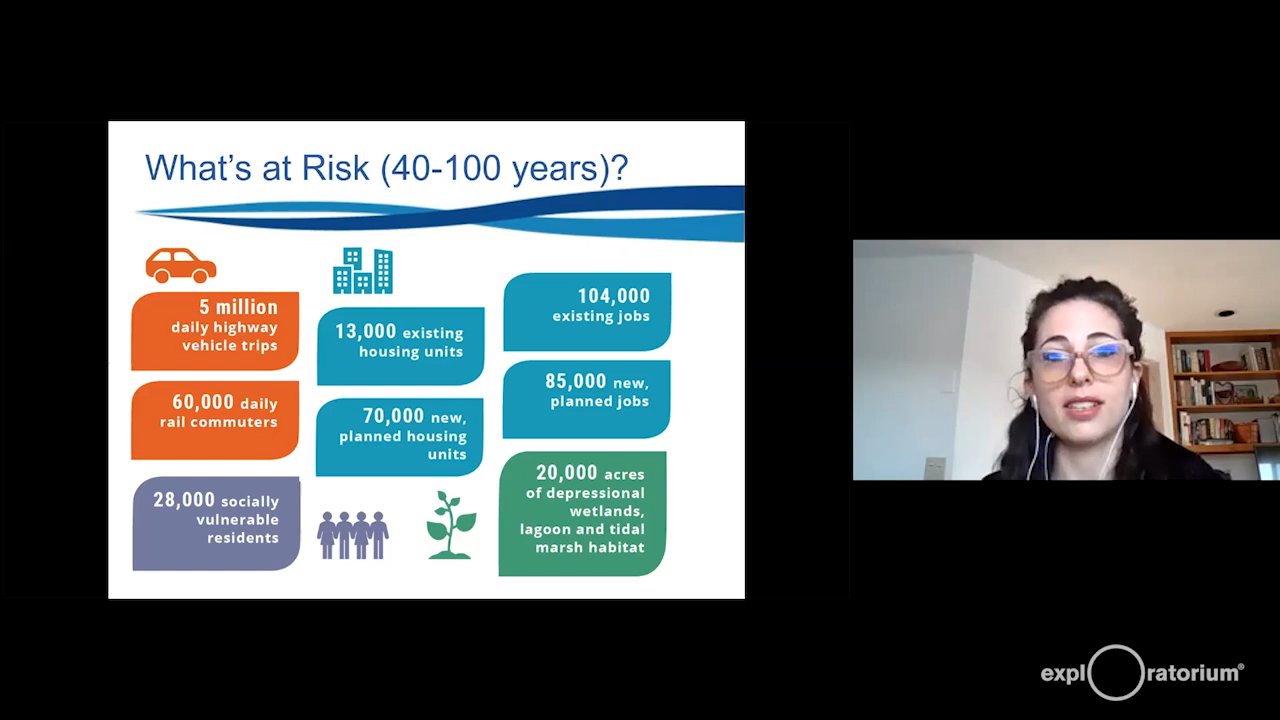 What's at Risk (40-100 years)?
5 million
daily highway
vehicle trips
60,000 daily
rail commuters
28,000 socially
vulnerable
residents
13,000 existing
housing units
70,000 new,
planned housing
units
104,000
existing jobs
85,000 new,
planned jobs
20,000 acres
of depressional
wetlands,
lagoon and tidal
marsh habitat
expl ratorium®